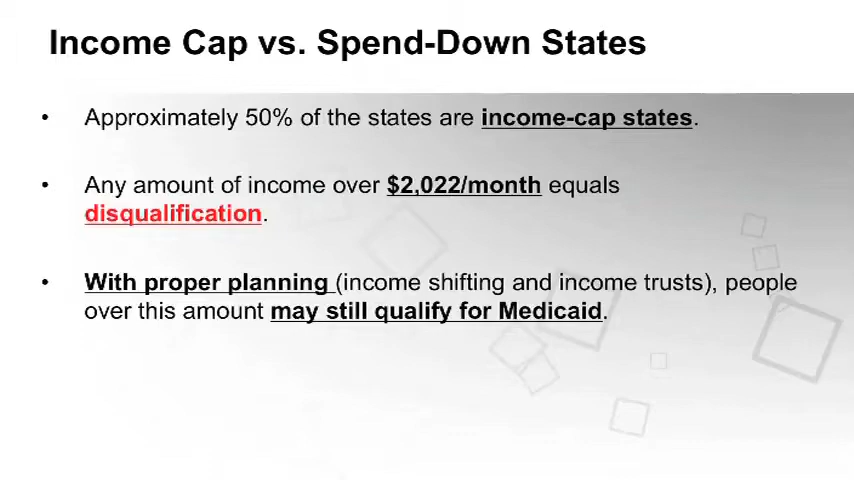 Income Cap vs. Spend-Down States
• Approximately 50% of the states are income-cap states.
• Any amount of income over $2,022/month equals
disqualification.
• With proper planning (income shifting and income trusts), people
over this amount may still qualify for Medicaid.